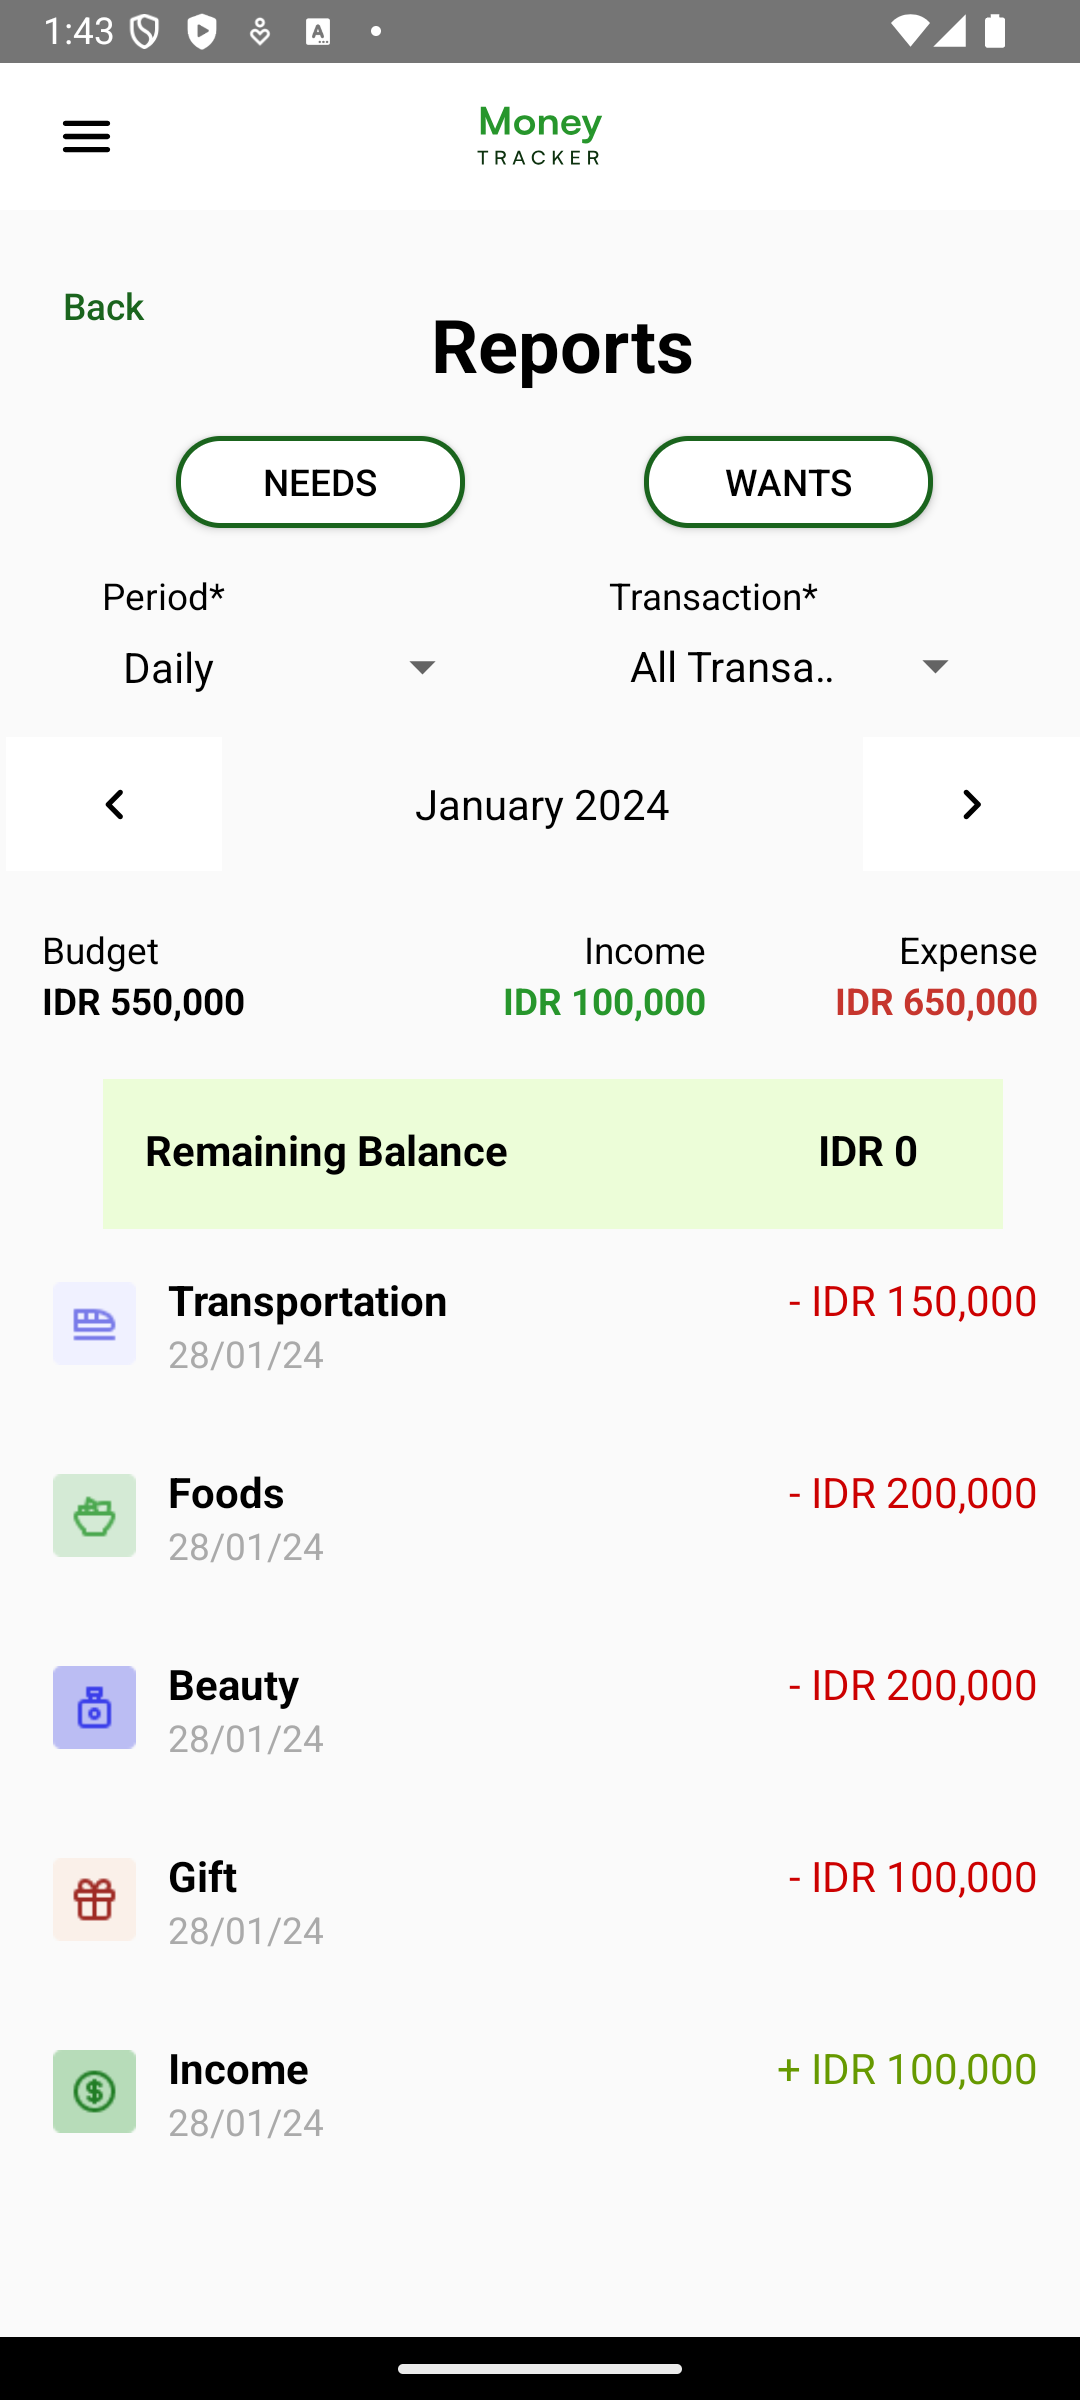 1:43
Money
TRACKER
Back
Reports
NEEDS
WANTS
Period*
Transaction*
Daily
All Transa..
January 2024
Budget
Income
Expense
IDR 550,000
IDR 100,000
IDR 650,000
Remaining Balance
IDR 0
Transportation
- IDR 150,000
28/01/24
Foods
- IDR 200,000
28/01/24
Beauty
- IDR 200,000
28/01/24
Gift
- IDR 100,000
28/01/24
Income
+ IDR 100,000
28/01/24